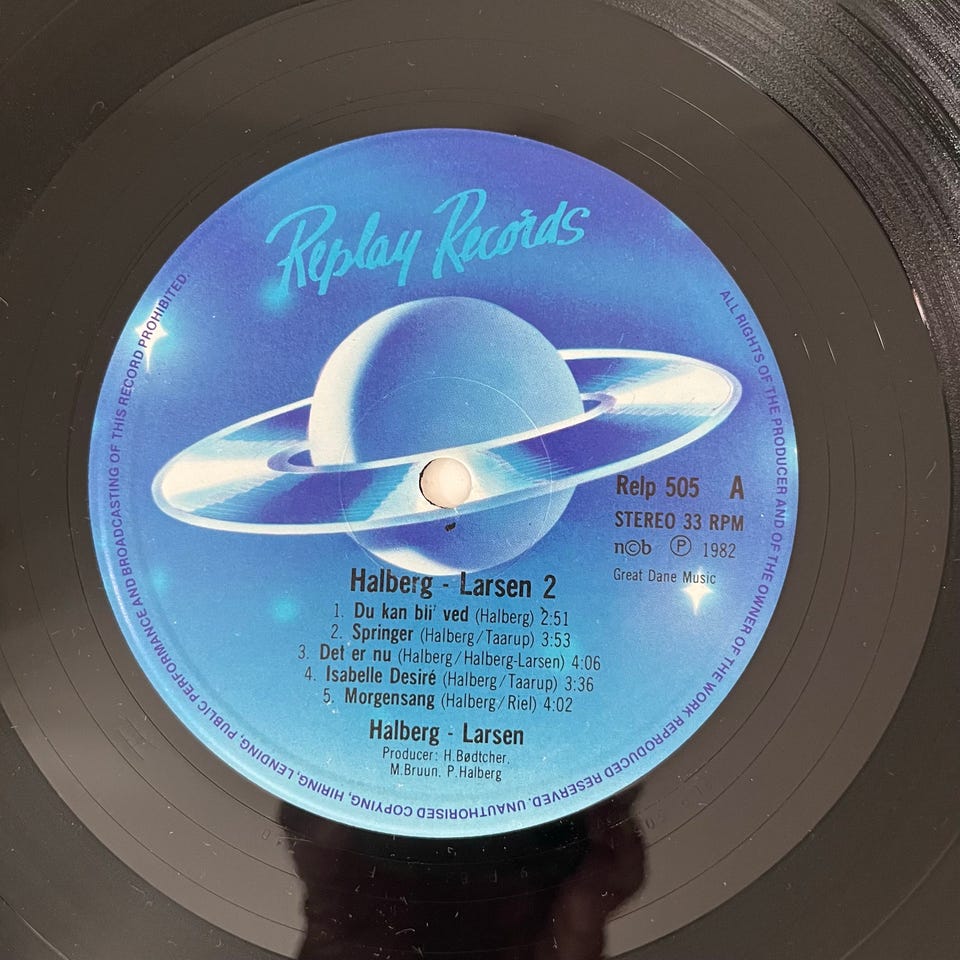 Replay Records
Relp 505 A
STEREO 33 RPM
n©b ℗ 1982
Great Dane Music
Halberg - Larsen 2
1. Du kan bli' ved (Halberg) 2:51
2. Springer (Halberg/Taarup) 3:53
3. Det er nu (Halberg/Halberg-Larsen) 4:06
4. Isabelle Desiré (Halberg/Taarup) 3:36
5. Morgensang (Halberg/Riel) 4:02
Halberg - Larsen
Producer: H.Bødtcher,
M.Bruun, P.Halberg
ALL RIGHTS OF THE PRODUCER AND OF THE OWNER OF THE WORK REPRODUCED RESERVED. UNAUTHORISED COPYING, HIRING, LENDING, PUBLIC PERFORMANCE AND BROADCASTING OF THIS RECORD PROHIBITED.